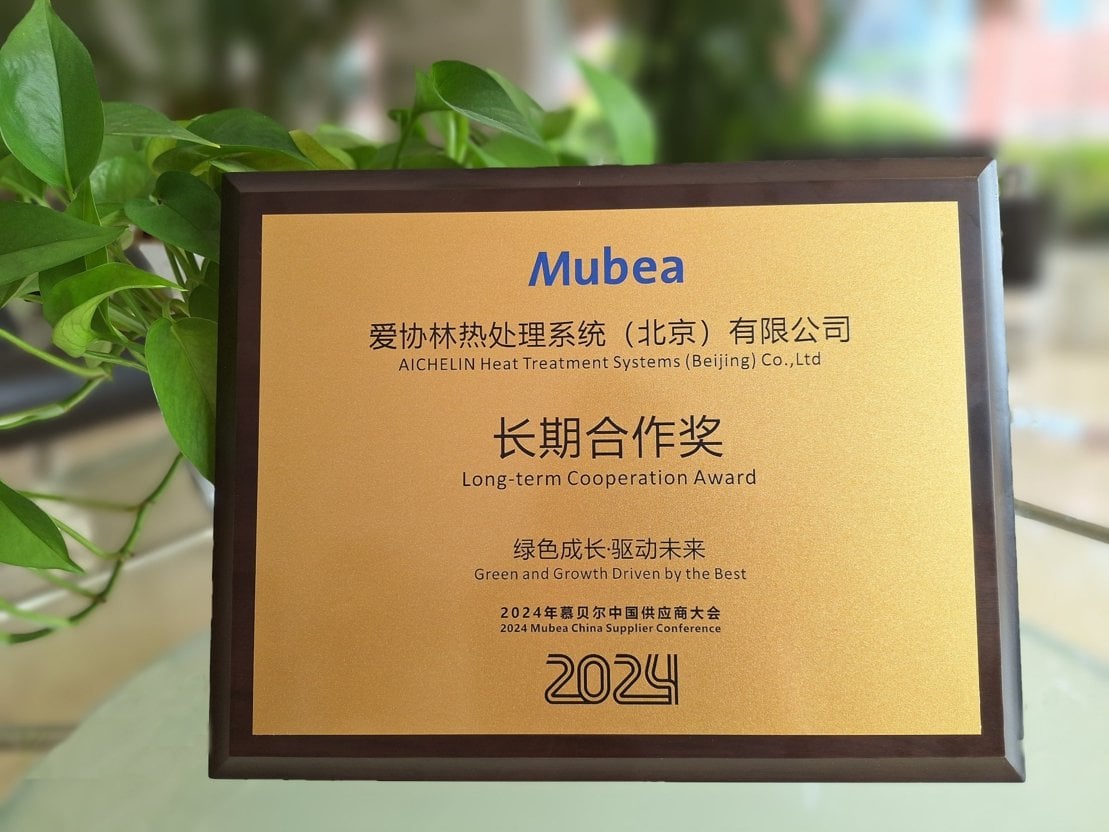 Mubea
爱协林热处理系统（北京）有限公司
AICHELIN Heat Treatment Systems (Beijing) Co.,Ltd
长期合作奖
Long-term Cooperation Award
绿色成长·驱动未来
Green and Growth Driven by the Best
2024年慕贝尔中国供应商大会
2024 Mubea China Supplier Conference
2024